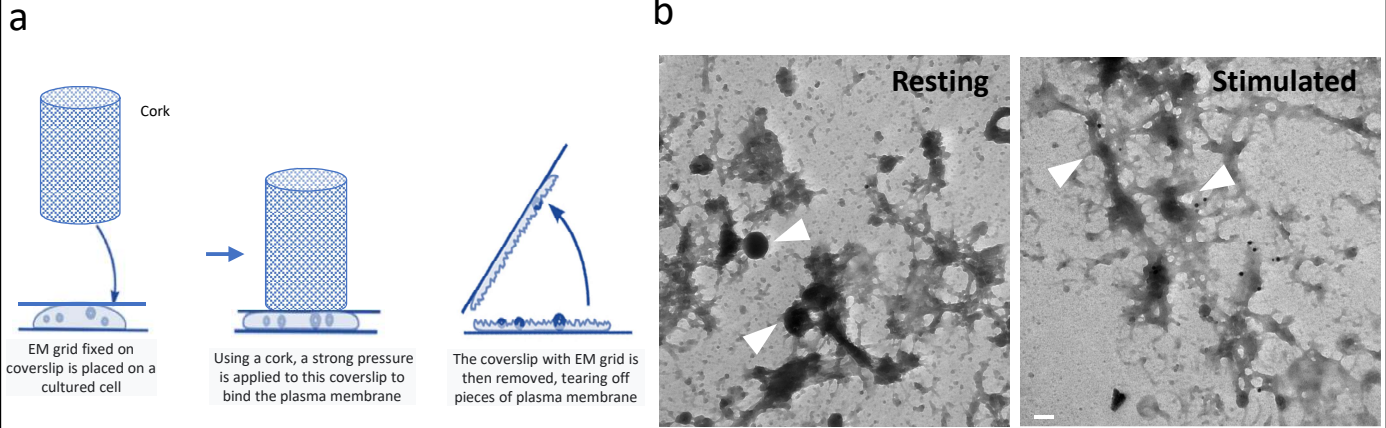 a
Cork
EM grid fixed on
coverslip is placed on a
cultured cell
Using a cork, a strong pressure
is applied to this coverslip to
bind the plasma membrane
The coverslip with EM grid is
then removed, tearing off
pieces of plasma membrane
b
Resting
Stimulated